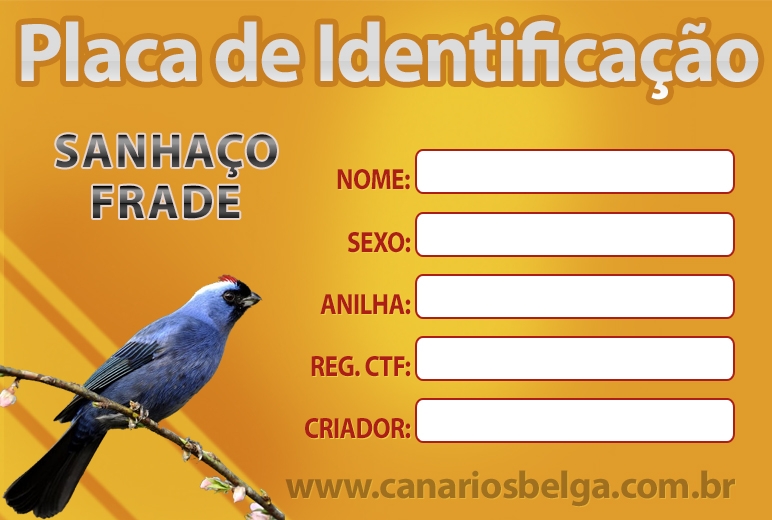 Placa de Identificação
SANHAÇO
FRADE
NOME:
SEXO:
ANILHA:
REG. CTF:
CRIADOR:
www.canariosbelga.com.br